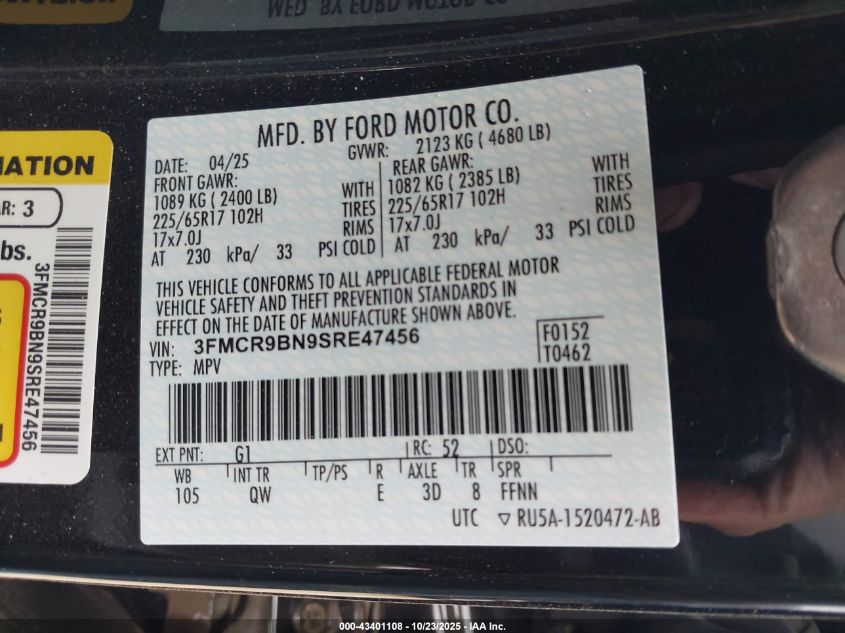 MFD. BY FORD MOTOR CO.
DATE: 04/25 GVWR: 2123 KG ( 4680 LB)
FRONT GAWR: WITH
1089 KG ( 2400 LB) TIRES
225/65R17 102H RIMS
17x7.0J
AT 230 kPa/ 33 PSI COLD
REAR GAWR: WITH
1082 KG ( 2385 LB) TIRES
225/65R17 102H RIMS
17x7.0J
AT 230 kPa/ 33 PSI COLD
THIS VEHICLE CONFORMS TO ALL APPLICABLE FEDERAL MOTOR
VEHICLE SAFETY AND THEFT PREVENTION STANDARDS IN
EFFECT ON THE DATE OF MANUFACTURE SHOWN ABOVE.
VIN: 3FMCR9BN9SRE47456
TYPE: MPV
F0152
T0462
EXT PNT: G1 RC: 52 DSO:
WB INT TR TP/PS R AXLE TR SPR
105 QW E 3D 8 FFNN
UTC ▽ RU5A-1520472-AB
R: 3
bs.
3FMCR9BN9SRE47456
000-43401108 - 10/23/2025 - IAA Inc.